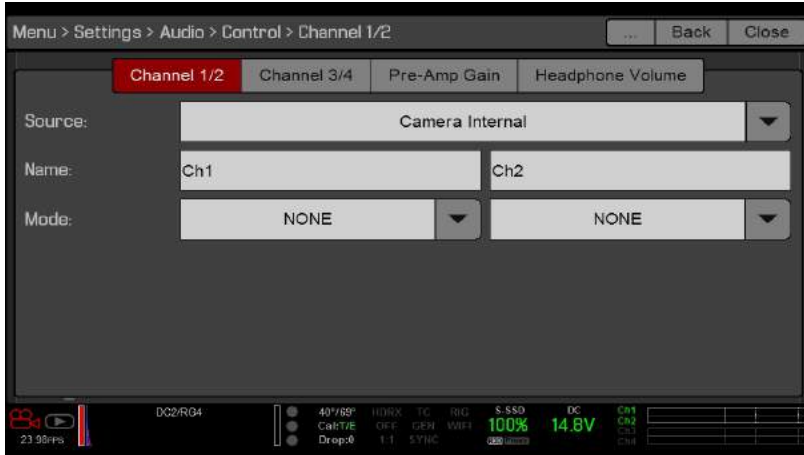 Menu > Settings > Audio > Control > Channel 1/2 ... Back Close
Channel 1/2 Channel 3/4 Pre-Amp Gain Headphone Volume
Source: Camera Internal
Name: Ch1 Ch2
Mode: NONE NONE
DC2/RG4 40°/69° HDRX TC RIG S.SSD DC Ch1
Cal:T/E OFF GEN WIFI 100% 14.8V Ch2
Ch3
23.98FPS Drop:0 1:1 SYNC Ch4